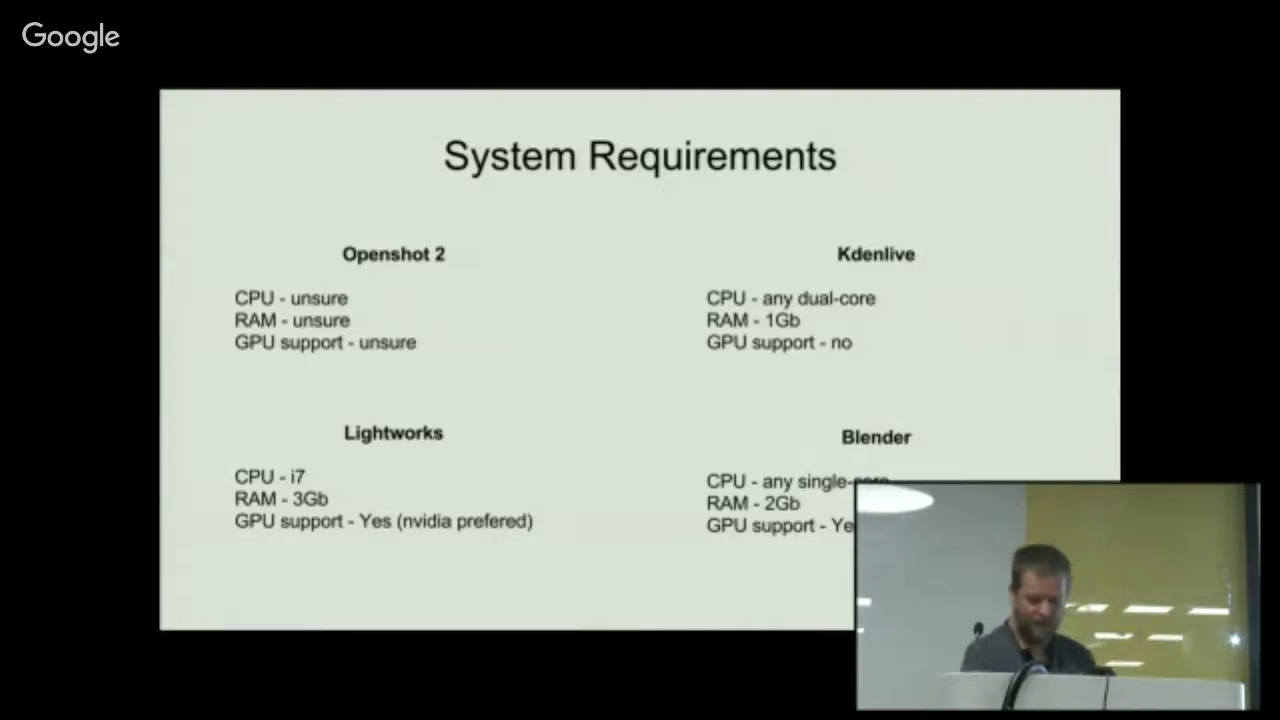 Google
System Requirements
Openshot 2
CPU - unsure
RAM - unsure
GPU support - unsure
Kdenlive
CPU - any dual-core
RAM - 1Gb
GPU support - no
Lightworks
CPU - i7
RAM - 3Gb
GPU support - Yes (nvidia prefered)
Blender
CPU - any single-core
RAM - 2Gb
GPU support - Ye